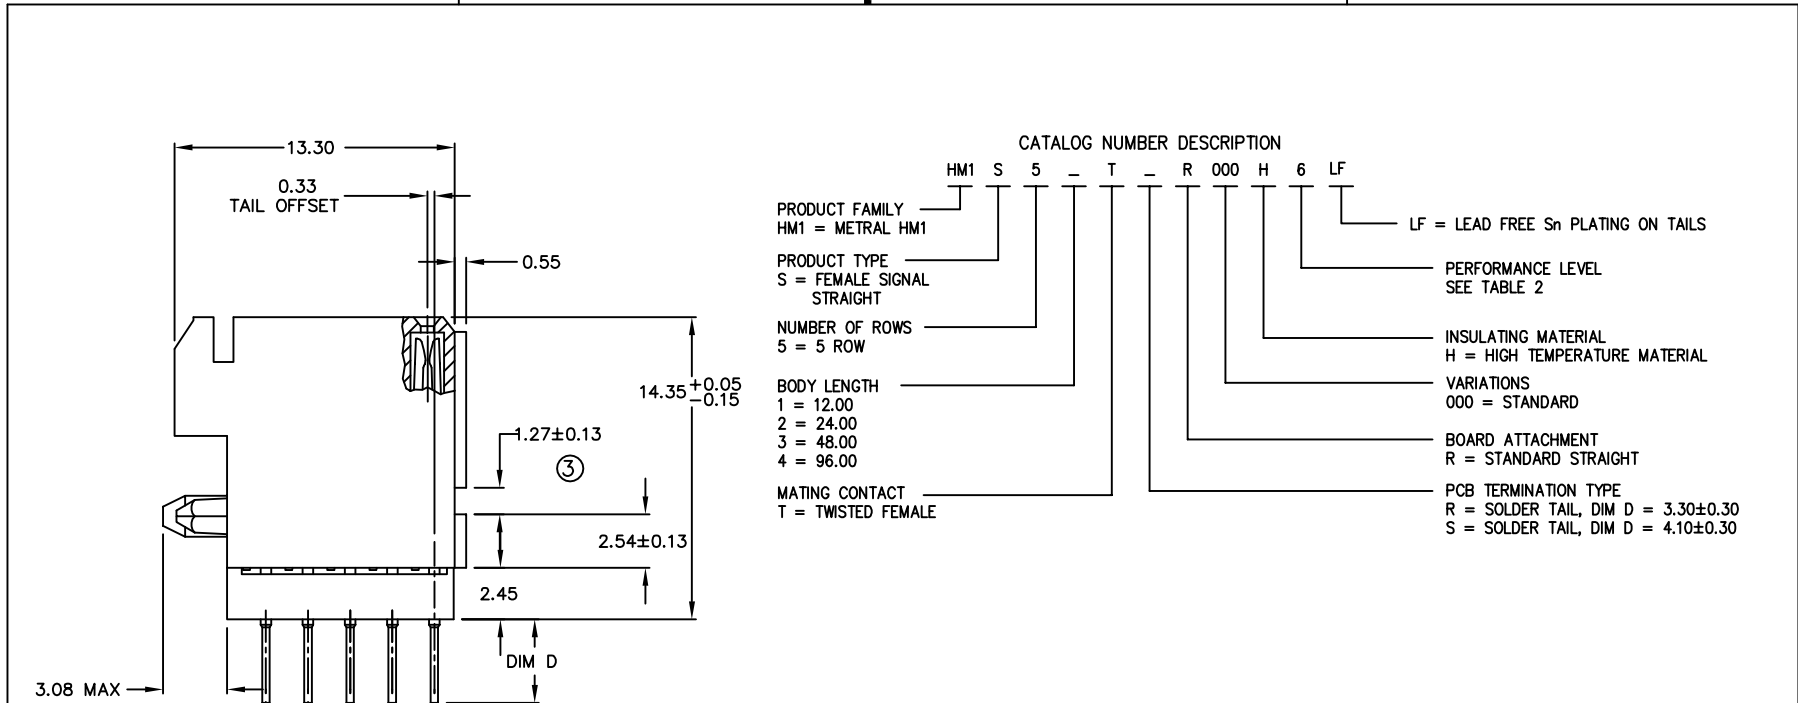 13.30
0.33
TAIL OFFSET
0.55
14.35 +0.05
-0.15
1.27±0.13
3
2.54±0.13
2.45
DIM D
3.08 MAX
CATALOG NUMBER DESCRIPTION
HM1 S 5 _ T _ R 000 H 6 LF
PRODUCT FAMILY
HM1 = METRAL HM1
PRODUCT TYPE
S = FEMALE SIGNAL
STRAIGHT
NUMBER OF ROWS
5 = 5 ROW
BODY LENGTH
1 = 12.00
2 = 24.00
3 = 48.00
4 = 96.00
MATING CONTACT
T = TWISTED FEMALE
LF = LEAD FREE Sn PLATING ON TAILS
PERFORMANCE LEVEL
SEE TABLE 2
INSULATING MATERIAL
H = HIGH TEMPERATURE MATERIAL
VARIATIONS
000 = STANDARD
BOARD ATTACHMENT
R = STANDARD STRAIGHT
PCB TERMINATION TYPE
R = SOLDER TAIL, DIM D = 3.30±0.30
S = SOLDER TAIL, DIM D = 4.10±0.30